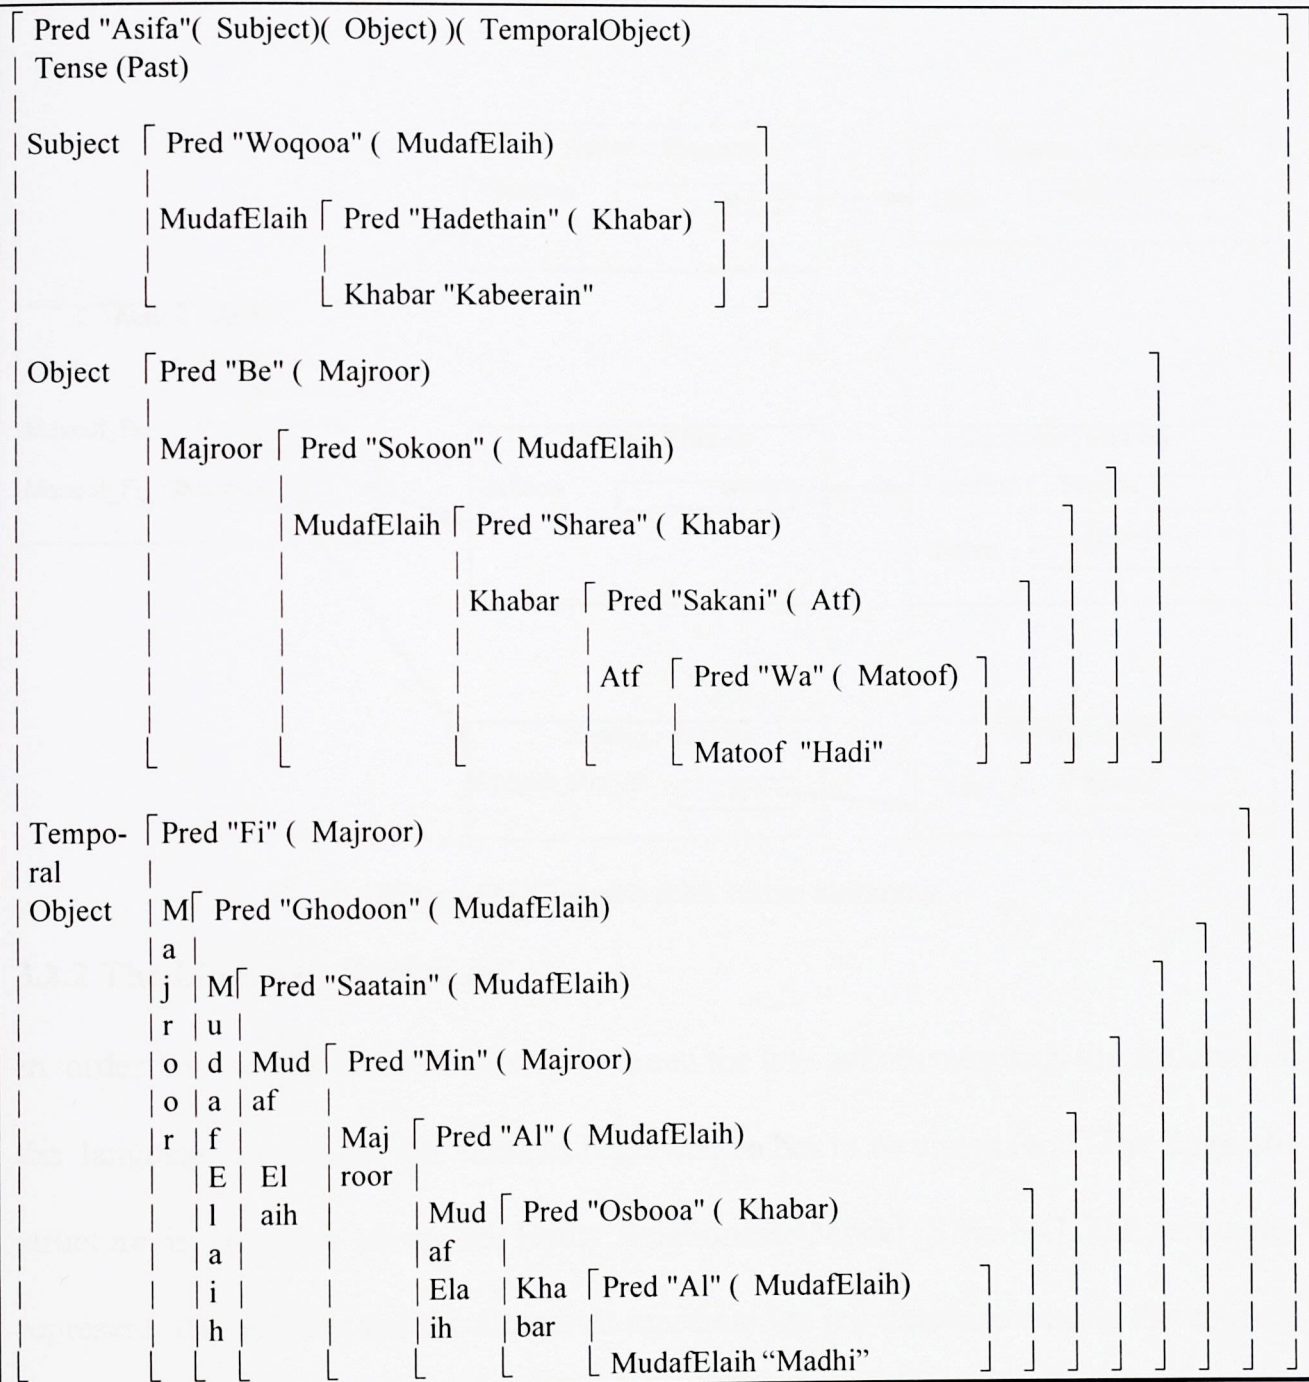 Pred "Asifa"( Subject)( Object) )( TemporalObject)
Tense (Past)
Subject Pred "Woqooa" ( MudafElaih)
MudafElaih Pred "Hadethain" ( Khabar)
Khabar "Kabeerain"
Object Pred "Be" ( Majroor)
Majroor Pred "Sokoon" ( MudafElaih)
MudafElaih Pred "Sharea" ( Khabar)
Khabar Pred "Sakani" ( Atf)
Atf Pred "Wa" ( Matoof)
Matoof "Hadi"
Tempo- Pred "Fi" ( Majroor)
ral
Object M Pred "Ghodoon" ( MudafElaih)
a
j M Pred "Saatain" ( MudafElaih)
r u
o d Mud Pred "Min" ( Majroor)
o a af
r f Maj Pred "Al" ( MudafElaih)
E El roor
l aih Mud Pred "Osbooa" ( Khabar)
a af
i Ela Kha Pred "Al" ( MudafElaih)
h ih bar
MudafElaih “Madhi”